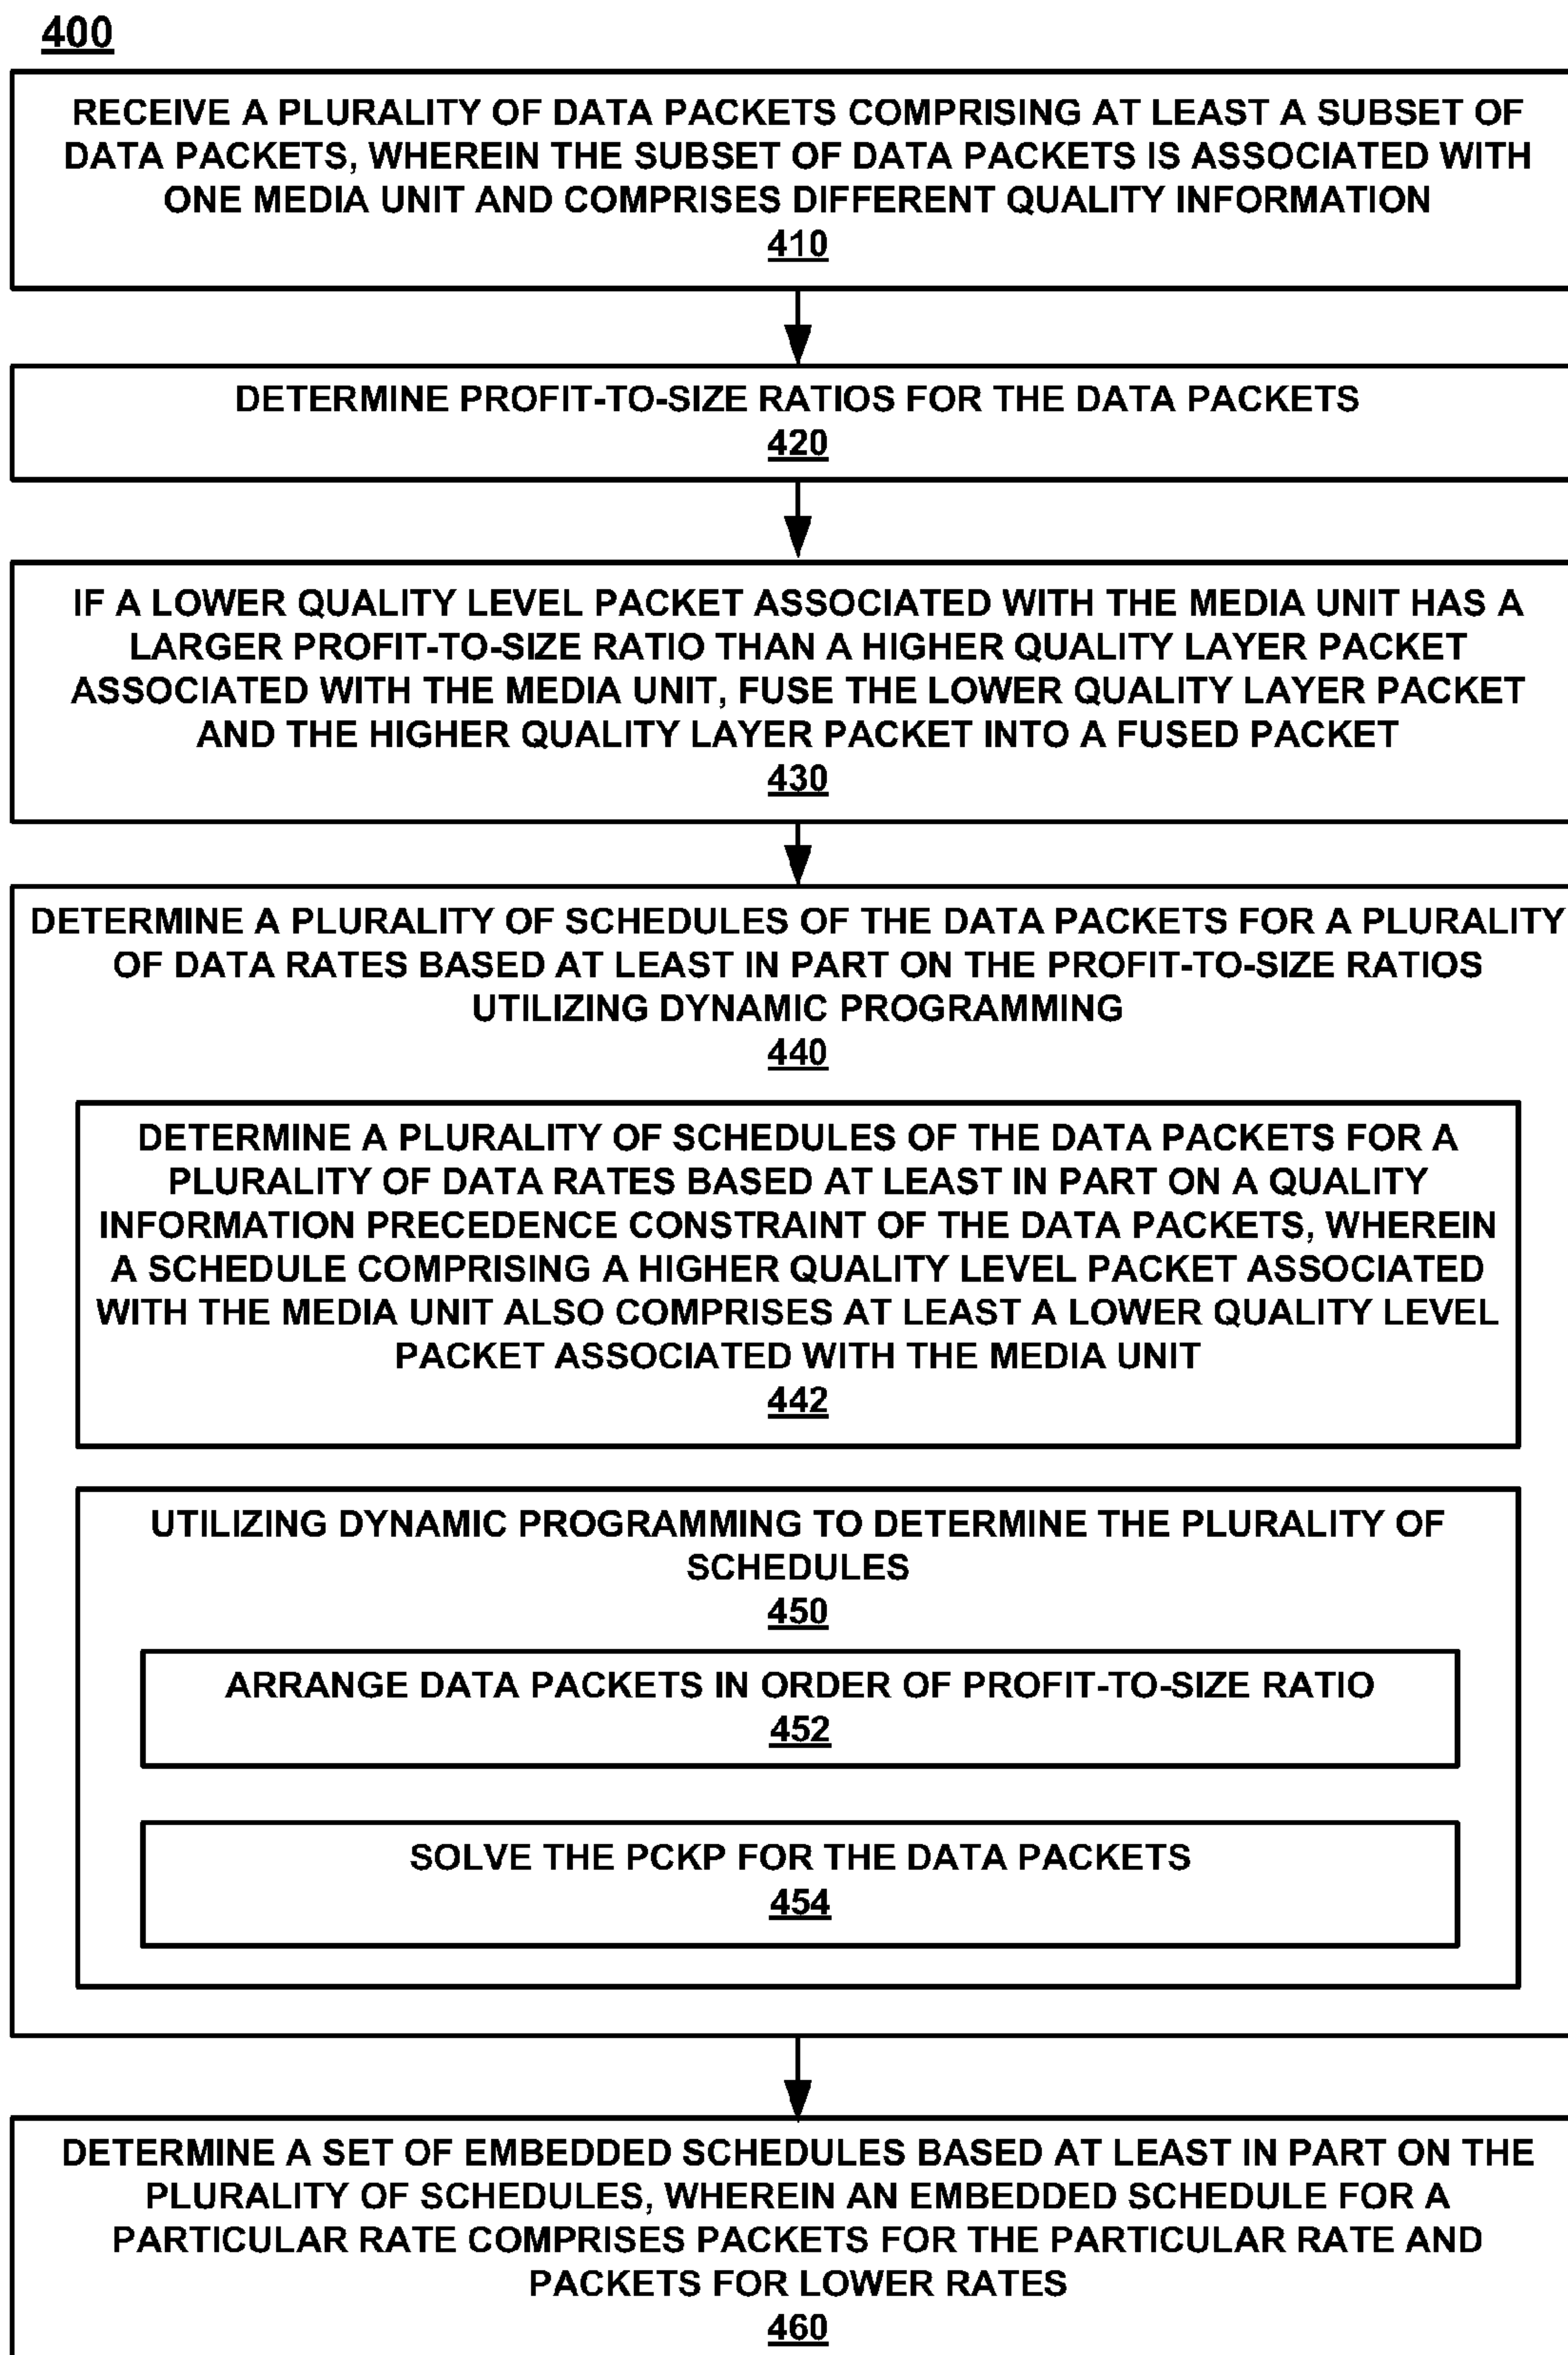 400
RECEIVE A PLURALITY OF DATA PACKETS COMPRISING AT LEAST A SUBSET OF
DATA PACKETS, WHEREIN THE SUBSET OF DATA PACKETS IS ASSOCIATED WITH
ONE MEDIA UNIT AND COMPRISES DIFFERENT QUALITY INFORMATION
410
DETERMINE PROFIT-TO-SIZE RATIOS FOR THE DATA PACKETS
420
IF A LOWER QUALITY LEVEL PACKET ASSOCIATED WITH THE MEDIA UNIT HAS A
LARGER PROFIT-TO-SIZE RATIO THAN A HIGHER QUALITY LAYER PACKET
ASSOCIATED WITH THE MEDIA UNIT, FUSE THE LOWER QUALITY LAYER PACKET
AND THE HIGHER QUALITY LAYER PACKET INTO A FUSED PACKET
430
DETERMINE A PLURALITY OF SCHEDULES OF THE DATA PACKETS FOR A PLURALITY
OF DATA RATES BASED AT LEAST IN PART ON THE PROFIT-TO-SIZE RATIOS
UTILIZING DYNAMIC PROGRAMMING
440
DETERMINE A PLURALITY OF SCHEDULES OF THE DATA PACKETS FOR A
PLURALITY OF DATA RATES BASED AT LEAST IN PART ON A QUALITY
INFORMATION PRECEDENCE CONSTRAINT OF THE DATA PACKETS, WHEREIN
A SCHEDULE COMPRISING A HIGHER QUALITY LEVEL PACKET ASSOCIATED
WITH THE MEDIA UNIT ALSO COMPRISES AT LEAST A LOWER QUALITY LEVEL
PACKET ASSOCIATED WITH THE MEDIA UNIT
442
UTILIZING DYNAMIC PROGRAMMING TO DETERMINE THE PLURALITY OF
SCHEDULES
450
ARRANGE DATA PACKETS IN ORDER OF PROFIT-TO-SIZE RATIO
452
SOLVE THE PCKP FOR THE DATA PACKETS
454
DETERMINE A SET OF EMBEDDED SCHEDULES BASED AT LEAST IN PART ON THE
PLURALITY OF SCHEDULES, WHEREIN AN EMBEDDED SCHEDULE FOR A
PARTICULAR RATE COMPRISES PACKETS FOR THE PARTICULAR RATE AND
PACKETS FOR LOWER RATES
460